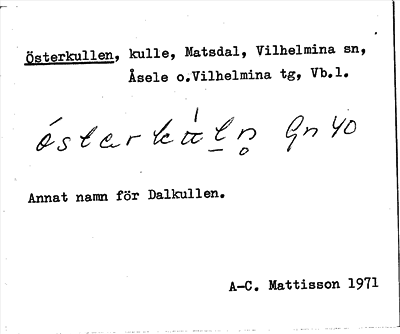 Österkullen, kulle, Matsdal, Vilhelmina sn,
Åsele o.Vilhelmina tg, Vb.l.
Gn 40
Annat namn för Dalkullen.
A-C. Mattisson 1971